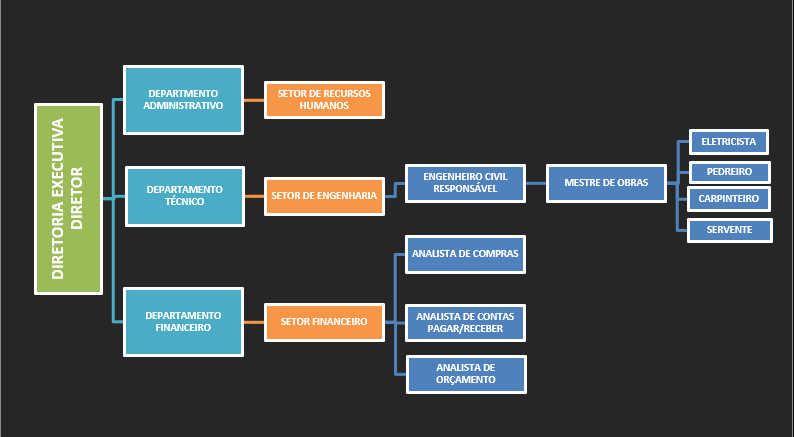 DIRETORIA EXECUTIVA
DIRETOR
DEPARTMENTO
ADMINISTRATIVO
SETOR DE RECURSOS
HUMANOS
DEPARTAMENTO
TÉCNICO
SETOR DE ENGENHARIA
ENGENHEIRO CIVIL
RESPONSÁVEL
MESTRE DE OBRAS
ELETRICISTA
PEDREIRO
CARPINTEIRO
SERVENTE
DEPARTAMENTO
FINANCEIRO
SETOR FINANCEIRO
ANALISTA DE COMPRAS
ANALISTA DE CONTAS
PAGAR/RECEBER
ANALISTA DE
ORÇAMENTO